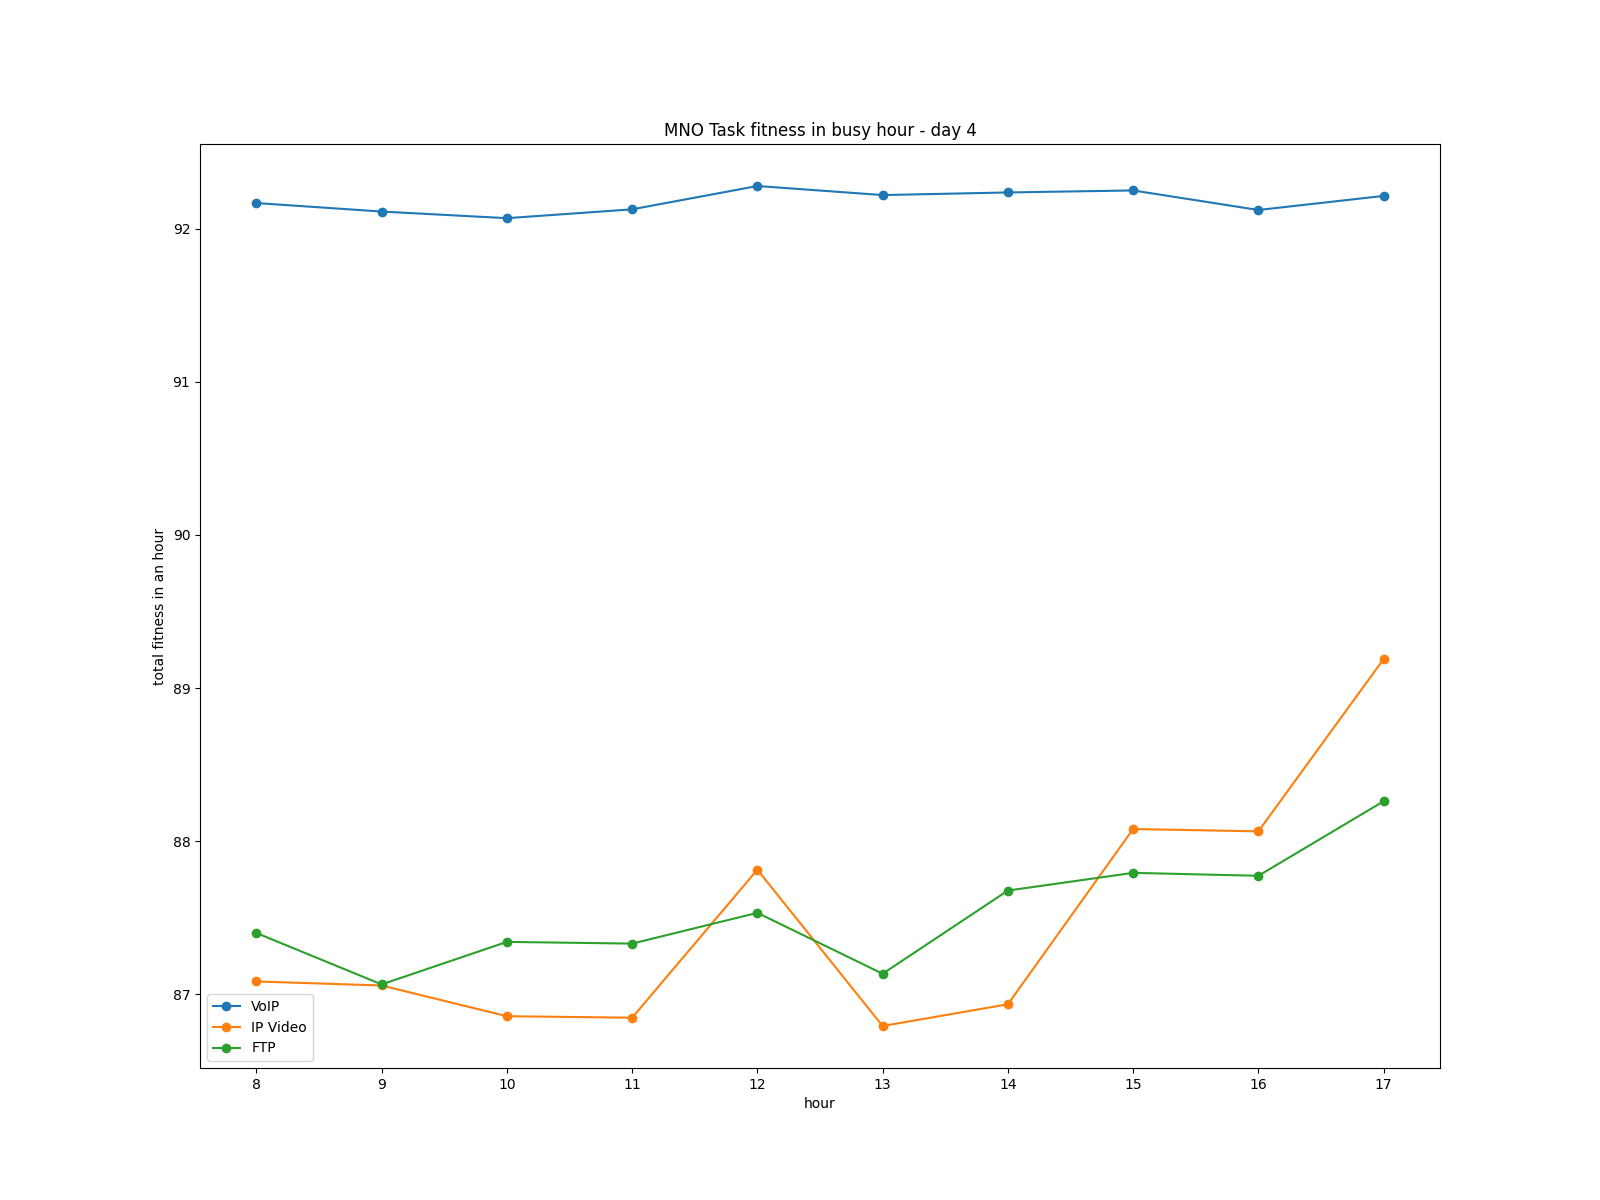 MNO Task fitness in busy hour - day 4
total fitness in an hour
92
91
90
89
88
87
VoIP
IP Video
FTP
8 9 10 11 12 13 14 15 16 17
hour